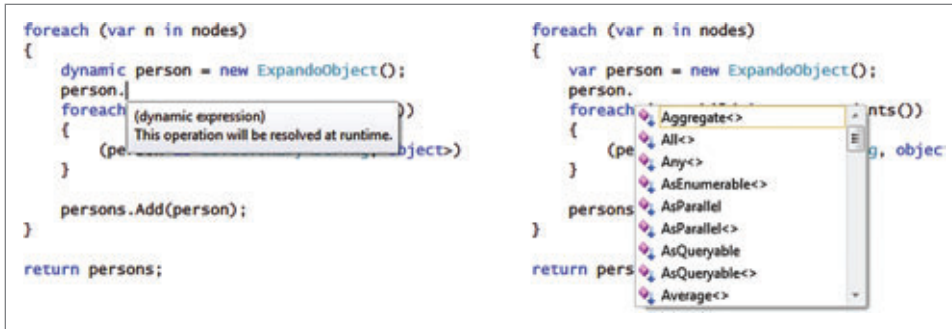 foreach (var n in nodes)
{
dynamic person = new ExpandoObject();
person.
foreach ))
(dynamic expression)
This operation will be resolved at runtime.
{
(pe object>)
}
persons.Add(person);
}
return persons;
foreach (var n in nodes)
{
var person = new ExpandoObject();
person.
foreach nts())
{
(pe g, objec
}
persons
}
return pers
Aggregate<>
All<>
Any<>
AsEnumerable<>
AsParallel
AsParallel<>
AsQueryable
AsQueryable<>
Average<>